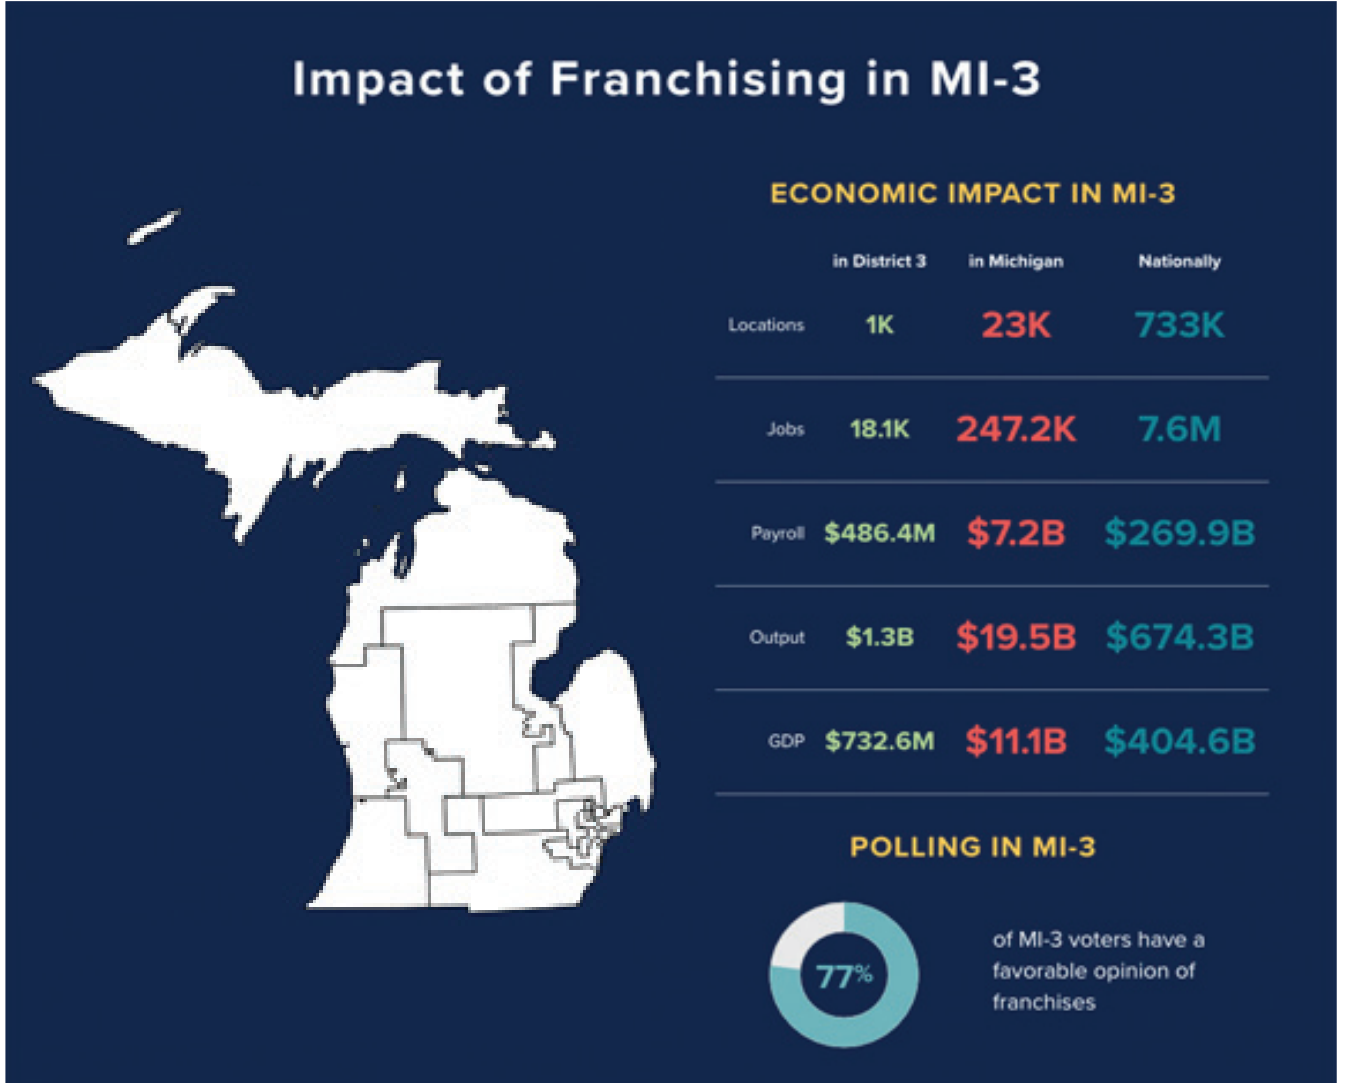 Impact of Franchising in MI-3
ECONOMIC IMPACT IN MI-3
in District 3 in Michigan Nationally
Locations 1K 23K 733K
Jobs 18.1K 247.2K 7.6M
Payroll $486.4M $7.2B $269.9B
Output $1.3B $19.5B $674.3B
GDP $732.6M $11.1B $404.6B
POLLING IN MI-3
77%
of MI-3 voters have a
favorable opinion of
franchises